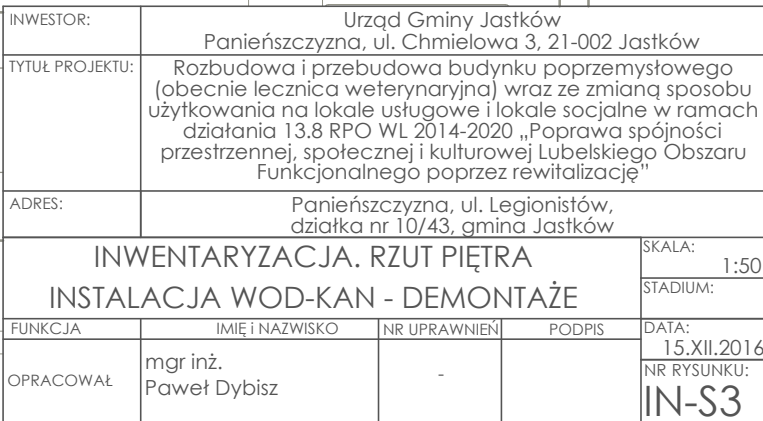 INWESTOR:
Urząd Gminy Jastków
Panieńszczyzna, ul. Chmielowa 3, 21-002 Jastków
TYTUŁ PROJEKTU:
Rozbudowa i przebudowa budynku poprzemysłowego
(obecnie lecznica weterynaryjna) wraz ze zmianą sposobu
użytkowania na lokale usługowe i lokale socjalne w ramach
działania 13.8 RPO WL 2014-2020 „Poprawa spójności
przestrzennej, społecznej i kulturowej Lubelskiego Obszaru
Funkcjonalnego poprzez rewitalizację”
ADRES:
Panieńszczyzna, ul. Legionistów,
działka nr 10/43, gmina Jastków
INWENTARYZACJA. RZUT PIĘTRA
INSTALACJA WOD-KAN - DEMONTAŻE
SKALA:
1:50
STADIUM:
FUNKCJA IMIĘ i NAZWISKO NR UPRAWNIEŃ PODPIS
DATA:
15.XII.2016
OPRACOWAŁ
mgr inż.
Paweł Dybisz
-
NR RYSUNKU:
IN-S3